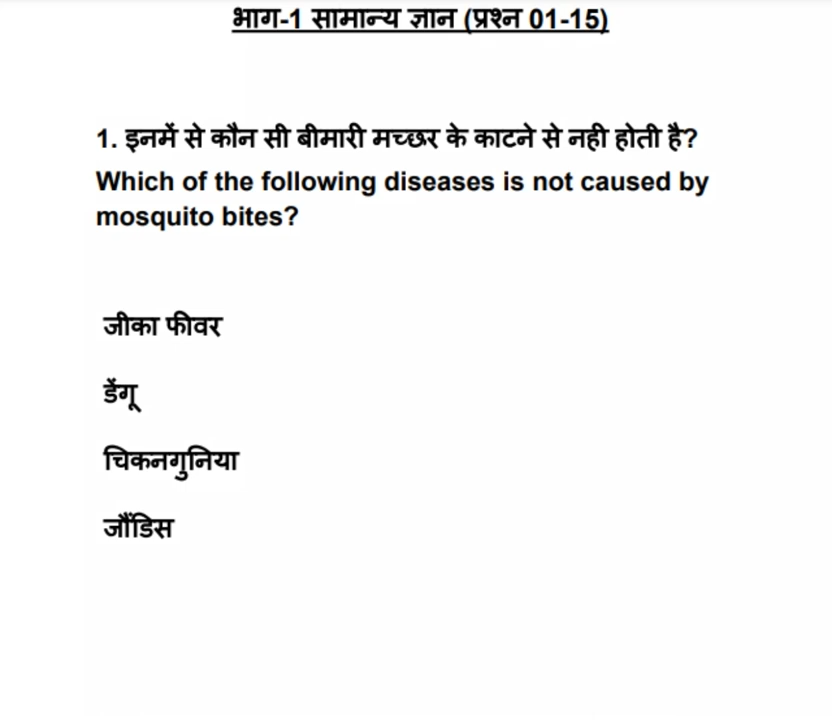 भाग-1 सामान्य ज्ञान (प्रश्न 01-15)
1. इनमें से कौन सी बीमारी मच्छर के काटने से नही होती है?
Which of the following diseases is not caused by
mosquito bites?
जीका फीवर
डेंगू
चिकनगुनिया
जौंडिस